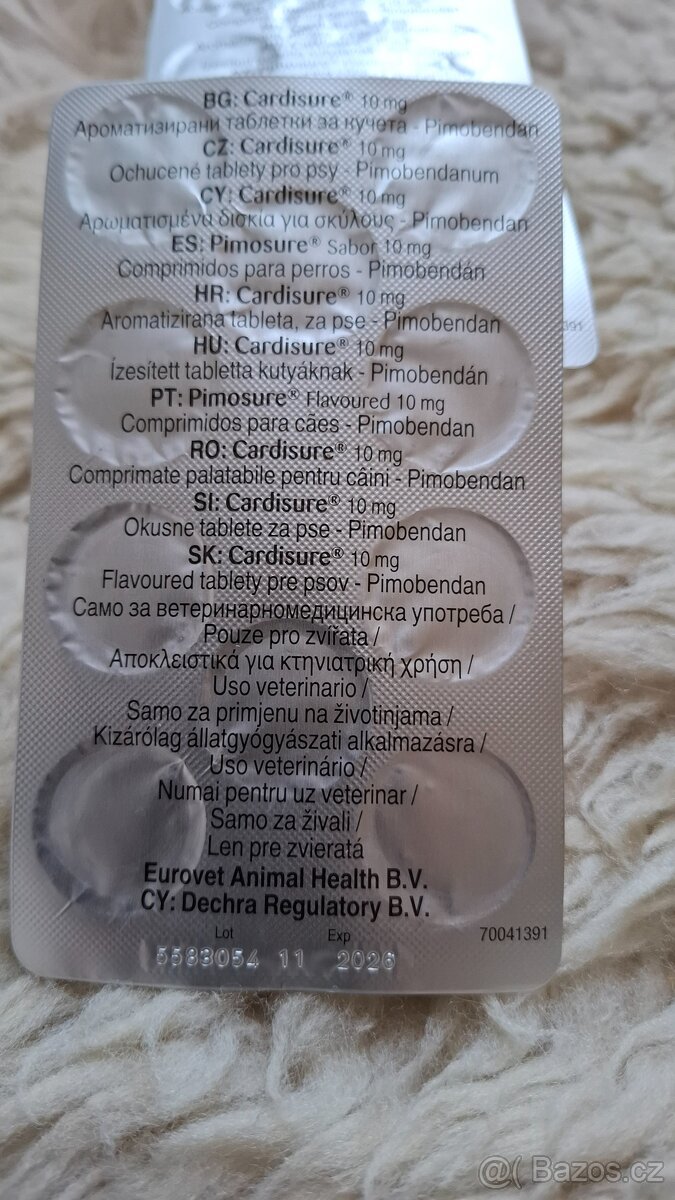 BG: Cardisure® 10 mg
Ароматизирани таблетки за кучета - Pimobendan
CZ: Cardisure® 10 mg
Ochucené tablety pro psy - Pimobendanum
CY: Cardisure® 10 mg
Αρωματισμένα δισκία για σκύλους - Pimobendan
ES: Pimosure® Sabor 10 mg
Comprimidos para perros - Pimobendán
HR: Cardisure® 10 mg
Aromatizirana tableta, za pse - Pimobendan
HU: Cardisure® 10 mg
Ízesített tabletta kutyáknak - Pimobendán
PT: Pimosure® Flavoured 10 mg
Comprimidos para cães - Pimobendan
RO: Cardisure® 10 mg
Comprimate palatabile pentru câini - Pimobendan
SI: Cardisure® 10 mg
Okusne tablete za pse - Pimobendan
SK: Cardisure® 10 mg
Flavoured tablety pre psov - Pimobendan
Само за ветеринарномедицинска употреба /
Pouze pro zvířata /
Αποκλειστικά για κτηνιατρική χρήση /
Uso veterinario /
Samo za primjenu na životinjama /
Kizárólag állatgyógyászati alkalmazásra /
Uso veterinário /
Numai pentru uz veterinar /
Samo za živali /
Len pre zvieratá
Eurovet Animal Health B.V.
CY: Dechra Regulatory B.V.
Lot Exp 70041391
5583054 11 2026
391
@( Bazos.cz